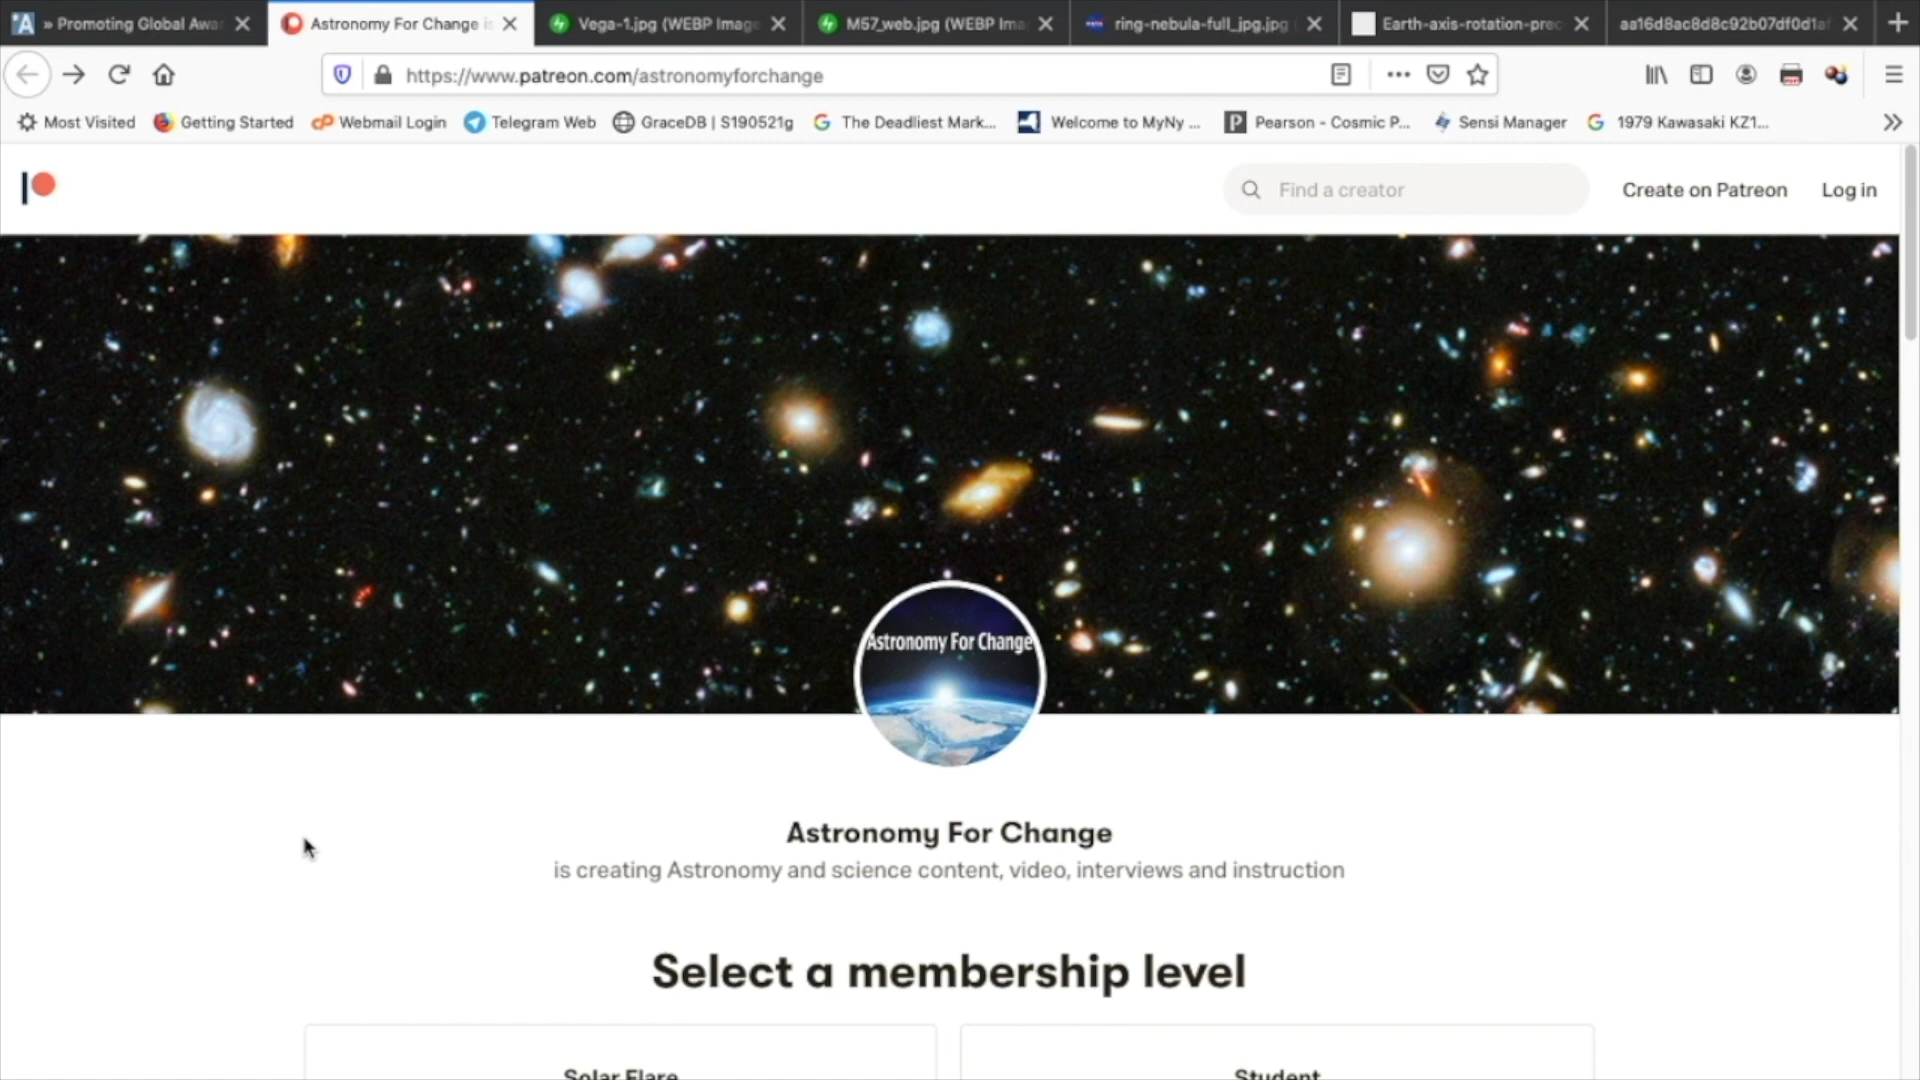 » Promoting Global Awar
Astronomy For Change is
Vega-1.jpg (WEBP Image
M57_web.jpg (WEBP Ima
ring-nebula-full_jpg.jpg
Earth-axis-rotation-prec
aa16d8ac8d8c92b07df0d1af
https://www.patreon.com/astronomyforchange
Most Visited
Getting Started
Webmail Login
Telegram Web
GraceDB | S190521g
The Deadliest Mark...
Welcome to MyNy ...
Pearson - Cosmic P...
Sensi Manager
1979 Kawasaki KZ1...
Find a creator
Create on Patreon
Log in
Astronomy For Change
Astronomy For Change
is creating Astronomy and science content, video, interviews and instruction
Select a membership level
Solar Flare
Student